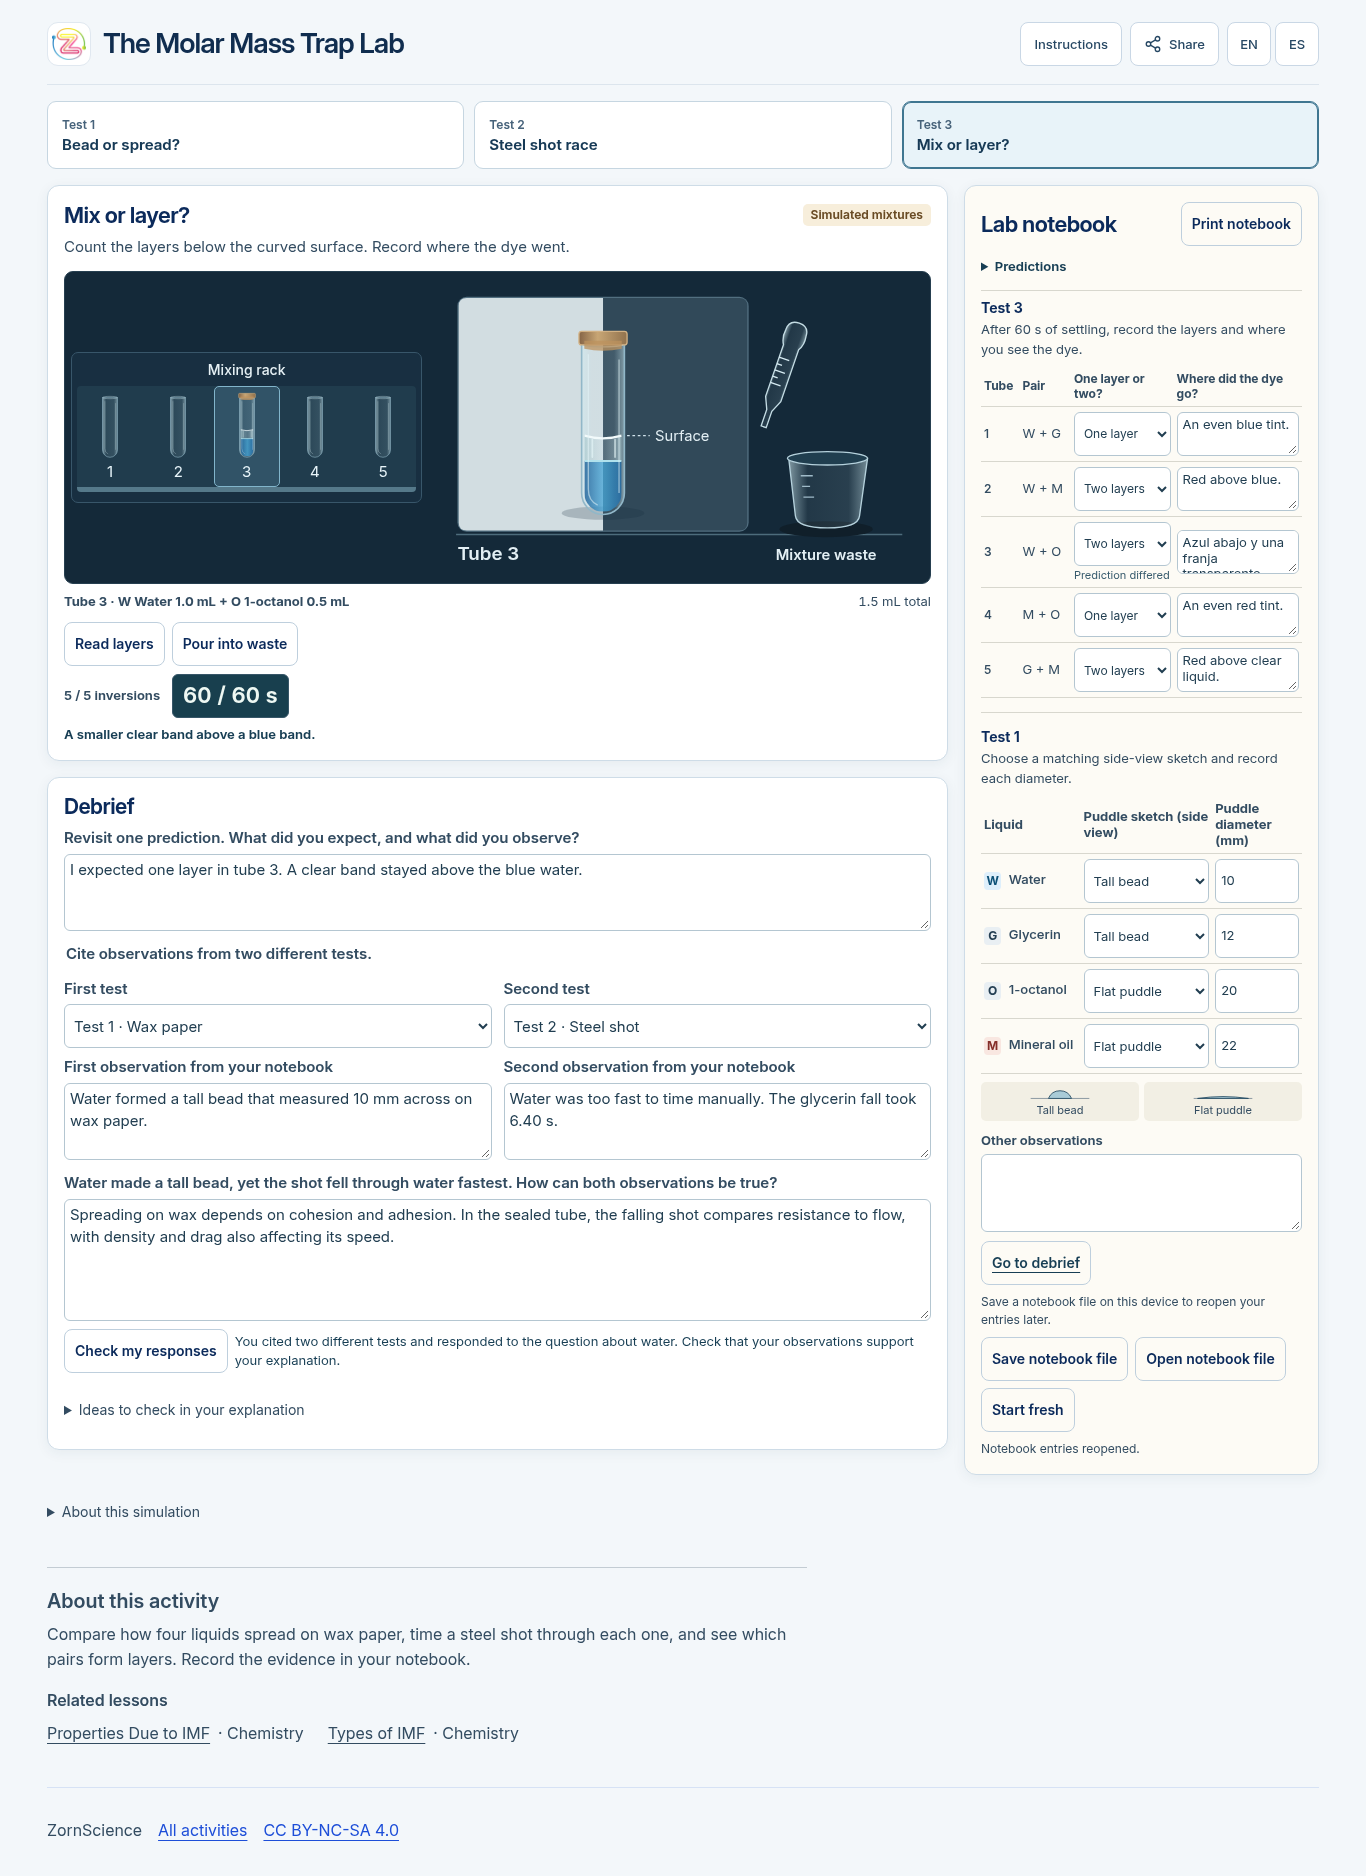 The Molar Mass Trap Lab
Instructions
Share
EN
ES
Test 1
Bead or spread?
Test 2
Steel shot race
Test 3
Mix or layer?
Mix or layer?
Simulated mixtures
Count the layers below the curved surface. Record where the dye went.
Mixing rack
1
2
3
4
5
Surface
Tube 3
Mixture waste
Tube 3 · W Water 1.0 mL + O 1-octanol 0.5 mL
1.5 mL total
Read layers
Pour into waste
5 / 5 inversions
60 / 60 s
A smaller clear band above a blue band.
Debrief
Revisit one prediction. What did you expect, and what did you observe?
I expected one layer in tube 3. A clear band stayed above the blue water.
Cite observations from two different tests.
First test
Second test
Test 1 · Wax paper
Test 2 · Steel shot
First observation from your notebook
Second observation from your notebook
Water formed a tall bead that measured 10 mm across on
wax paper.
Water was too fast to time manually. The glycerin fall took
6.40 s.
Water made a tall bead, yet the shot fell through water fastest. How can both observations be true?
Spreading on wax depends on cohesion and adhesion. In the sealed tube, the falling shot compares resistance to flow,
with density and drag also affecting its speed.
Check my responses
You cited two different tests and responded to the question about water. Check that your observations support
your explanation.
▶ Ideas to check in your explanation
Lab notebook
Print notebook
▶ Predictions
Test 3
After 60 s of settling, record the layers and where
you see the dye.
Tube Pair One layer or two? Where did the dye go?
1 W + G One layer An even blue tint.
2 W + M Two layers Red above blue.
3 W + O Two layers Azul abajo y una
franja
transparente
Prediction differed
4 M + O One layer An even red tint.
5 G + M Two layers Red above clear
liquid.
Test 1
Choose a matching side-view sketch and record
each diameter.
Liquid Puddle sketch (side view) Puddle diameter (mm)
W Water Tall bead 10
G Glycerin Tall bead 12
O 1-octanol Flat puddle 20
M Mineral oil Flat puddle 22
Tall bead
Flat puddle
Other observations
Go to debrief
Save a notebook file on this device to reopen your
entries later.
Save notebook file
Open notebook file
Start fresh
Notebook entries reopened.
▶ About this simulation
About this activity
Compare how four liquids spread on wax paper, time a steel shot through each one, and see which
pairs form layers. Record the evidence in your notebook.
Related lessons
Properties Due to IMF · Chemistry Types of IMF · Chemistry
ZornScience All activities CC BY-NC-SA 4.0